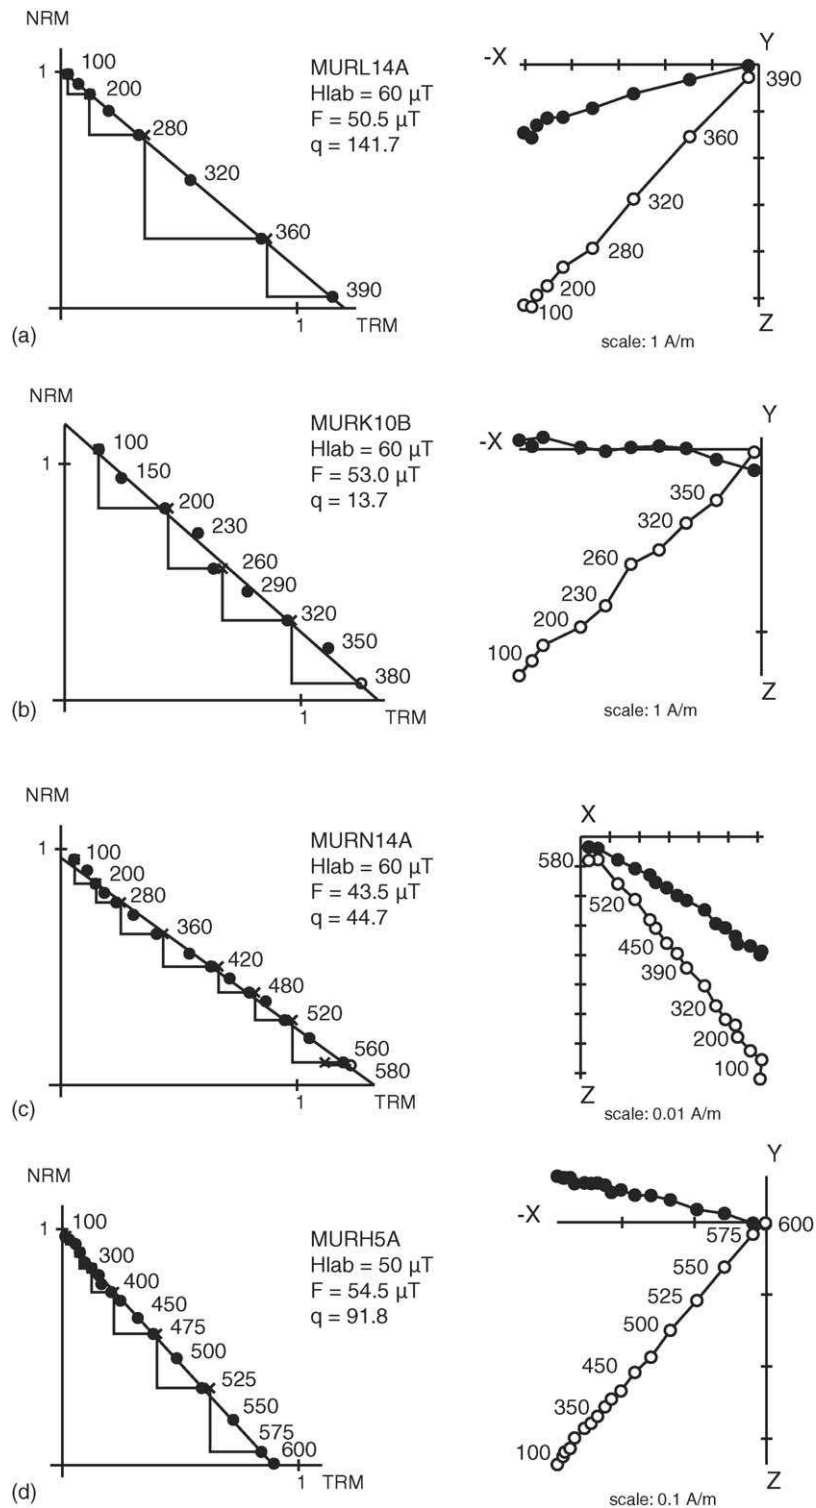 NRM
1
100
200
280
320
360
390
1
TRM
MURL14A
Hlab = 60 µT
F = 50.5 µT
q = 141.7
-X
Y
390
360
320
280
200
100
Z
scale: 1 A/m
(a)
NRM
1
100
150
200
230
260
290
320
350
380
1
TRM
MURK10B
Hlab = 60 µT
F = 53.0 µT
q = 13.7
-X
Y
350
320
260
230
200
100
Z
scale: 1 A/m
(b)
NRM
1
100
200
280
360
420
480
520
560
580
1
TRM
MURN14A
Hlab = 60 µT
F = 43.5 µT
q = 44.7
X
580
520
450
390
320
200
100
Z
scale: 0.01 A/m
(c)
NRM
1
100
300
400
450
475
500
525
550
575
600
1
TRM
MURH5A
Hlab = 50 µT
F = 54.5 µT
q = 91.8
Y
-X
600
575
550
525
500
450
350
100
Z
scale: 0.1 A/m
(d)